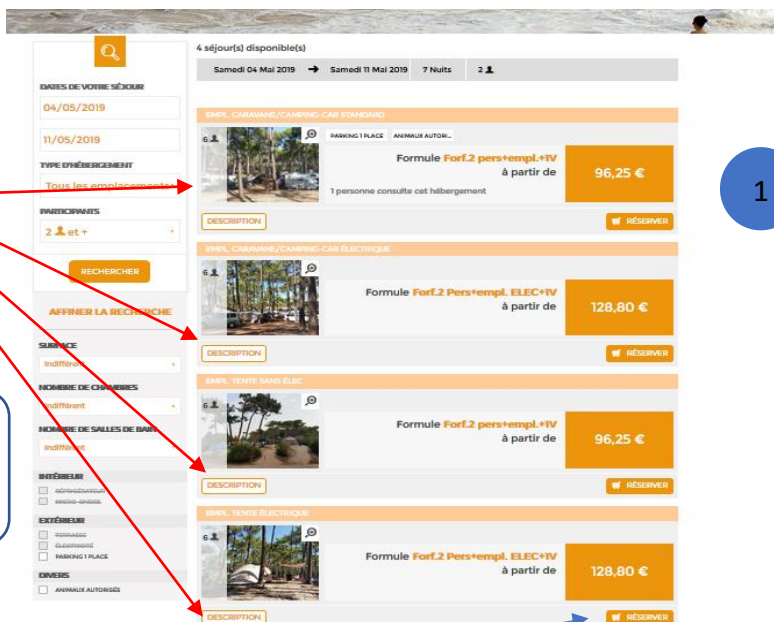 4 séjour(s) disponible(s)
Samedi 04 Mai 2019 → Samedi 11 Mai 2019 7 Nuits 2
DATES DE VOTRE SÉJOUR
04/05/2019
11/05/2019
TYPE D'HÉBERGEMENT
Tous les emplacements
PARTICIPANTS
2 et +
RECHERCHER
AFFINER LA RECHERCHE
SURFACE
Indifférent
NOMBRE DE CHAMBRES
Indifférent
NOMBRE DE SALLES DE BAIN
Indifférent
INTÉRIEUR
RÉFRIGÉRATEUR
MICRO-ONDES
EXTÉRIEUR
TERRASSE
ÉLECTRICITÉ
PARKING 1 PLACE
DIVERS
ANIMAUX AUTORISÉS
EMPL. CARAVANE/CAMPING-CAR STANDARD
6
PARKING 1 PLACE ANIMAUX AUTORI...
Formule Forf.2 pers+empl.+1V
à partir de
96,25 €
1 personne consulte cet hébergement
DESCRIPTION
RÉSERVER
EMPL. CARAVANE/CAMPING-CAR ÉLECTRIQUE
6
Formule Forf.2 Pers+empl. ELEC+1V
à partir de
128,80 €
DESCRIPTION
RÉSERVER
EMPL. TENTE SANS ÉLEC
6
Formule Forf.2 pers+empl.+1V
à partir de
96,25 €
DESCRIPTION
RÉSERVER
EMPL. TENTE ÉLECTRIQUE
6
Formule Forf.2 Pers+empl. ELEC+1V
à partir de
128,80 €
DESCRIPTION
RÉSERVER
1